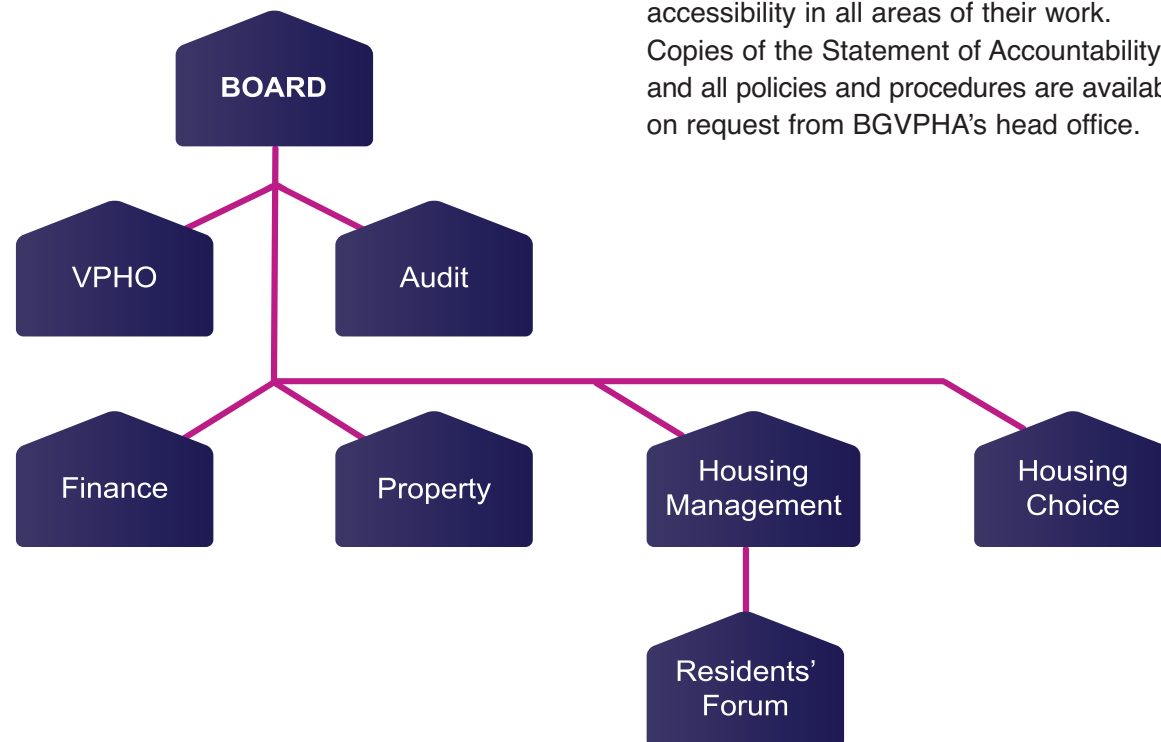 accessibility in all areas of their work.
Copies of the Statement of Accountability
and all policies and procedures are
on request from BGVPHA's head office.
BOARD
VPHO
Audit
Finance
Property
Housing
Management
Housing
Choice
Residents'
Forum